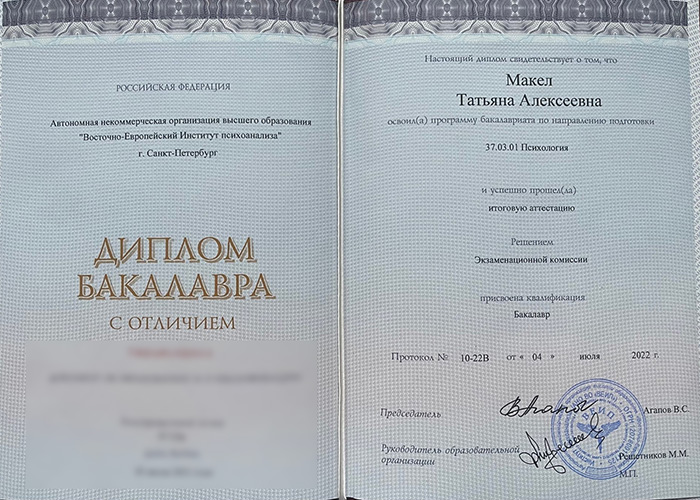 РОССИЙСКАЯ ФЕДЕРАЦИЯ
Автономная некоммерческая организация высшего образования
"Восточно-Европейский Институт психоанализа"
г. Санкт-Петербург
ДИПЛОМ
БАКАЛАВРА
С ОТЛИЧИЕМ
Настоящий диплом свидетельствует о том, что
Макел
Татьяна Алексеевна
освоил(а) программу бакалавриата по направлению подготовки
37.03.01 Психология
и успешно прошел(ла)
итоговую аттестацию
Решением
Экзаменационной комиссии
присвоена квалификация
Бакалавр
Протокол № 10-22В от « 04 » июля 2022 г.
Председатель Агапов В.С.
Руководитель образовательной
организации Решетников М.М.
М.П.
ВЕИП